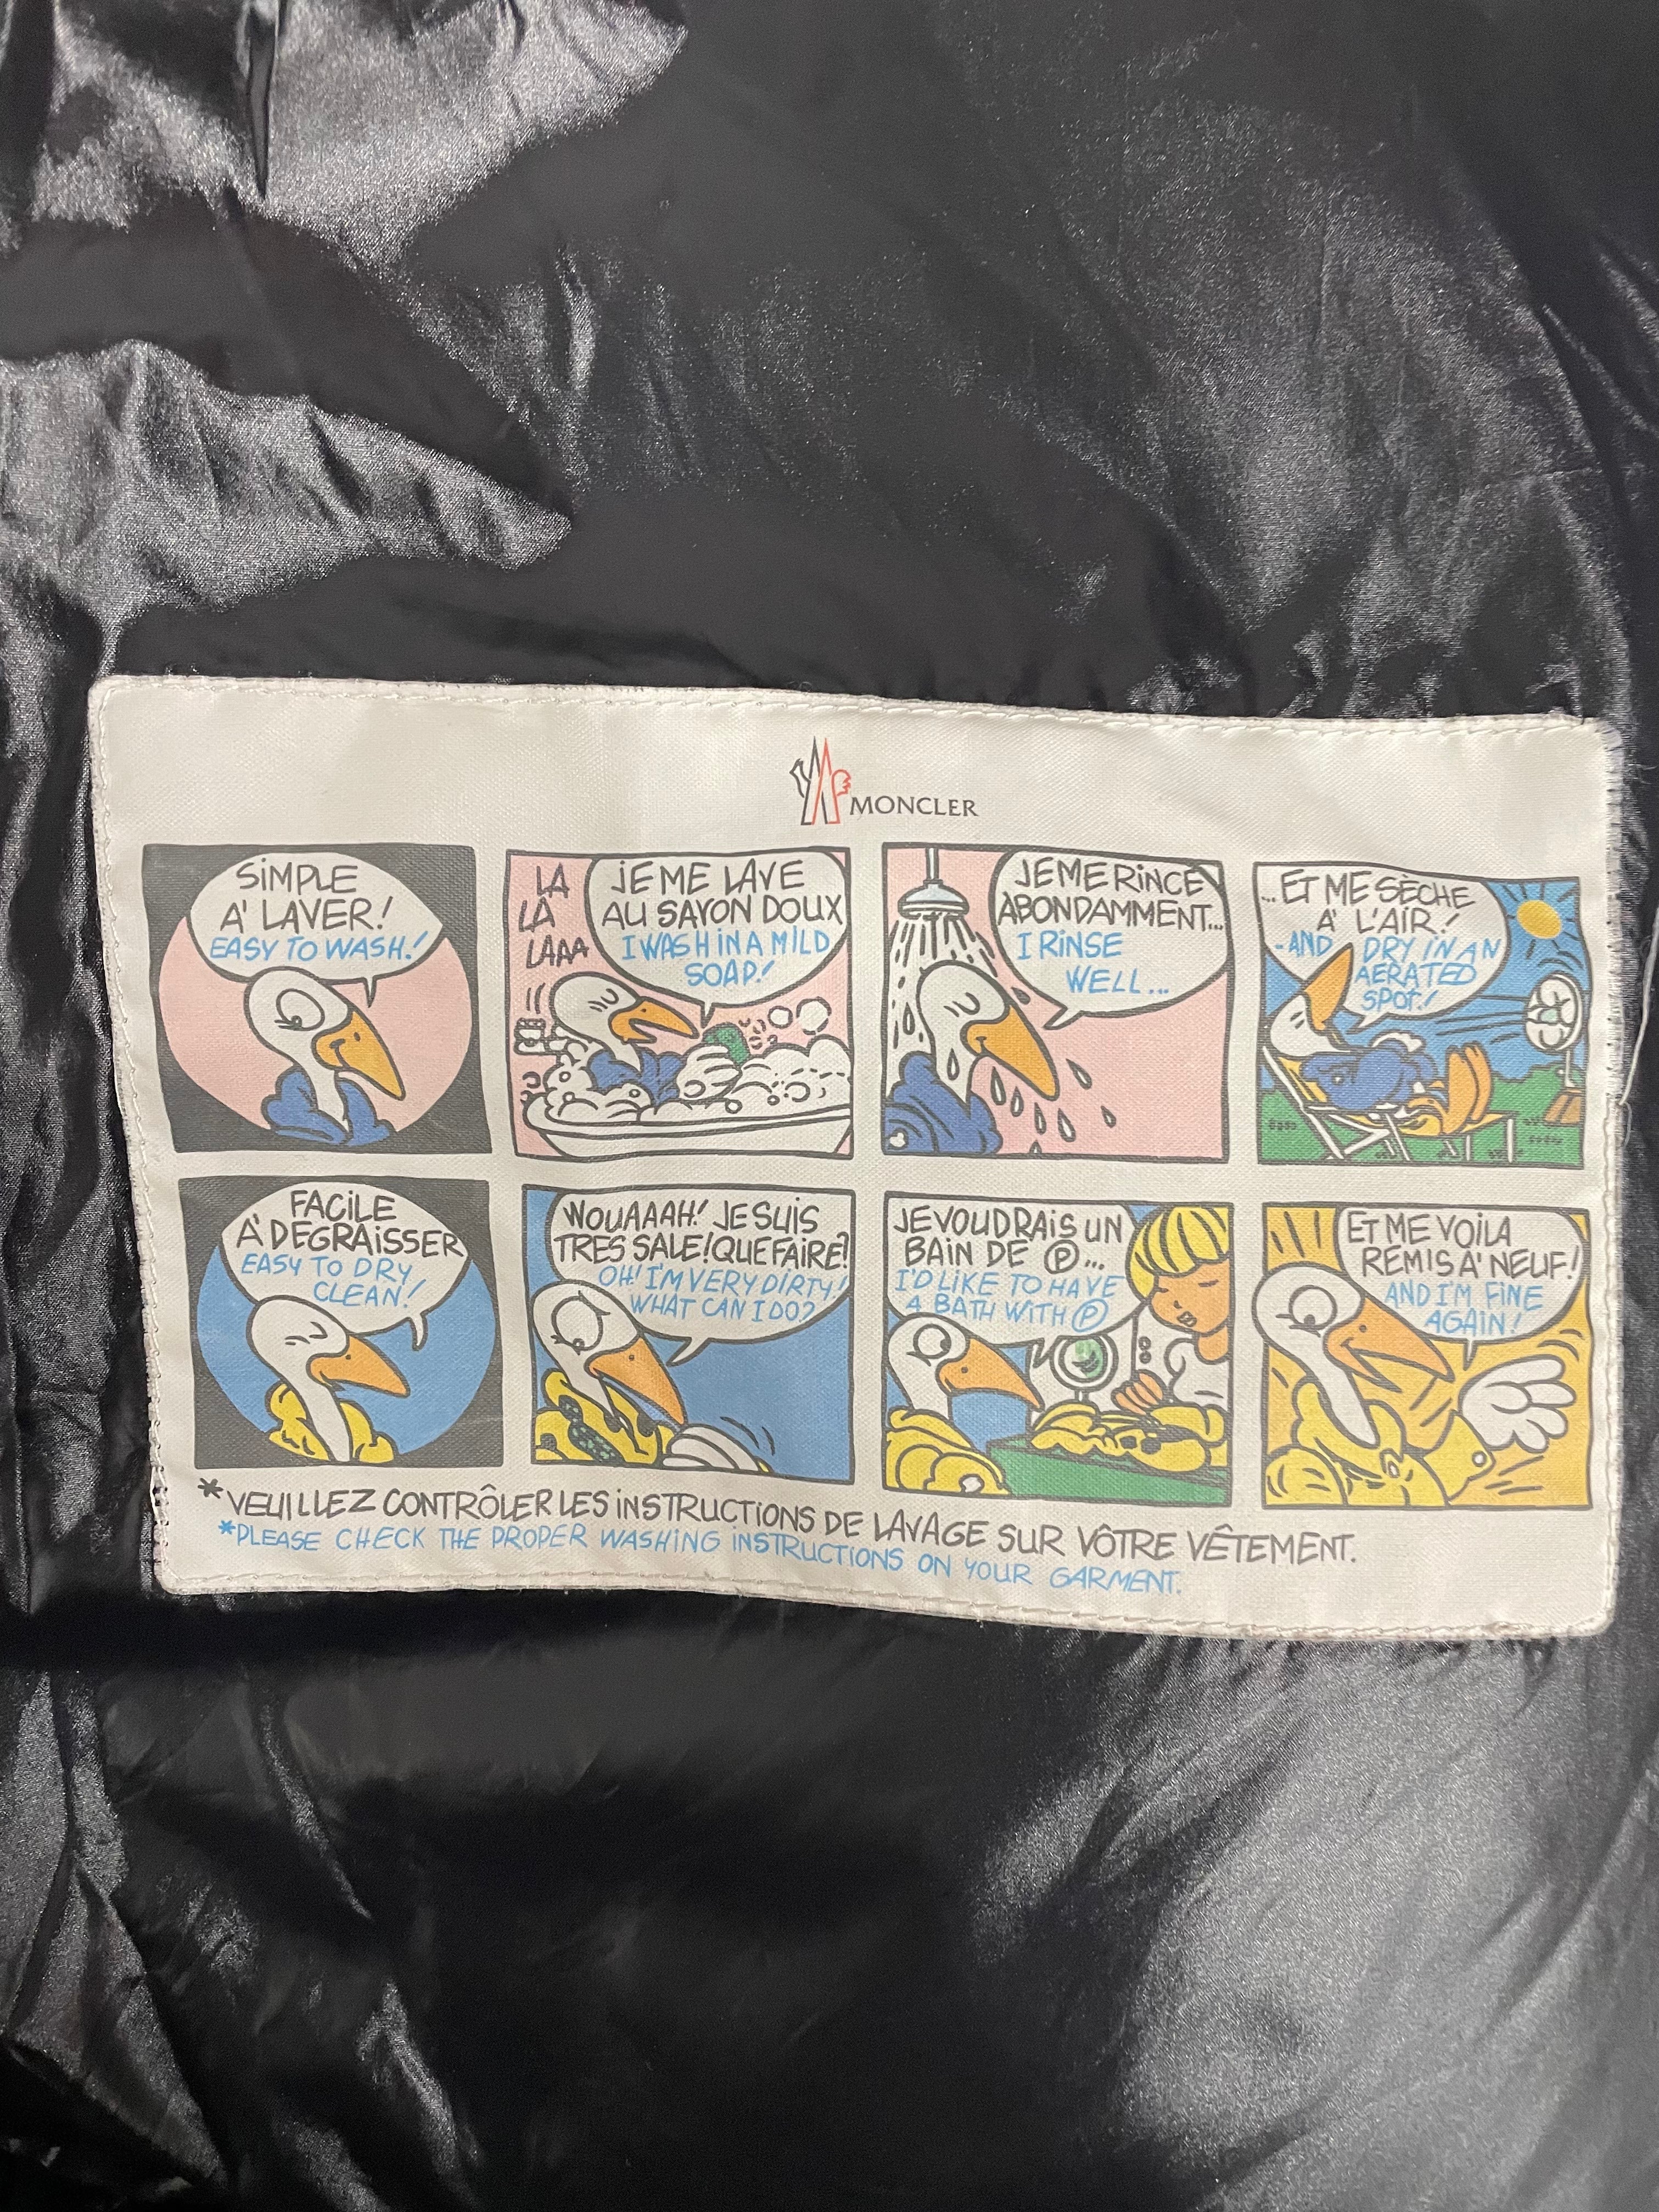 MONCLER
SiMPLE
A' LAVER!
EASY TO WASH!
LA
LA
LAAA
JE ME LAVE
AU SAVON DOUX
I WASH iN A MiLD
SOAP!
JE ME RiNCE
ABONDAMMENT...
I RiNSE
WELL...
...ET ME SÈCHE
A' L'AiR!
-AND DRY iN AN
AERATED
SPOT!
FACiLE
A' DEGRAiSSER
EASY TO DRY
CLEAN!
WOUAAAH! JE SUiS
TRES SALE! QUE FAiRE?
OH! I'M VERY DiRTY!
WHAT CAN I DO?
JE VOUDRAiS UN
BAiN DE Ⓟ...
I'D LiKE TO HAVE
A BATH WiTH Ⓟ
ET ME VOiLA
REMiS A' NEUF!
AND I'M FiNE
AGAiN!
*VEUiLLEZ CONTRÔLER LES iNSTRUCTiONS DE LAVAGE SUR VÔTRE VÊTEMENT.
*PLEASE CHECK THE PROPER WASHiNG iNSTRUCTiONS ON YOUR GARMENT.